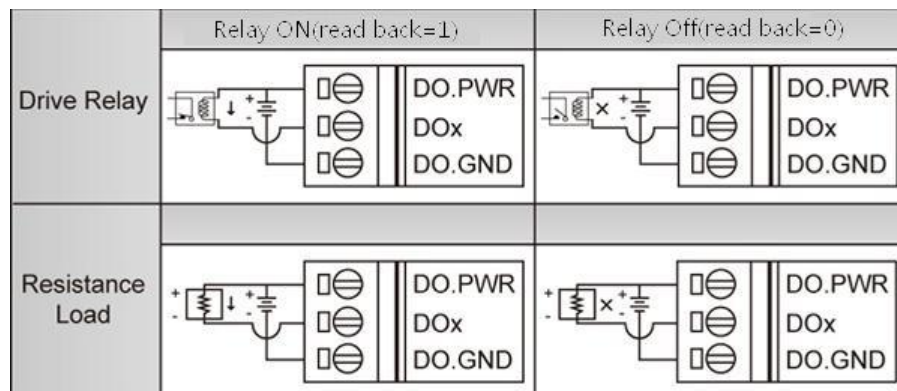 Relay ON(read back=1)
Relay Off(read back=0)
Drive Relay
+
-
DO.PWR
DOx
DO.GND
+
-
DO.PWR
DOx
DO.GND
Resistance
Load
+
-
+
-
DO.PWR
DOx
DO.GND
+
-
+
-
DO.PWR
DOx
DO.GND